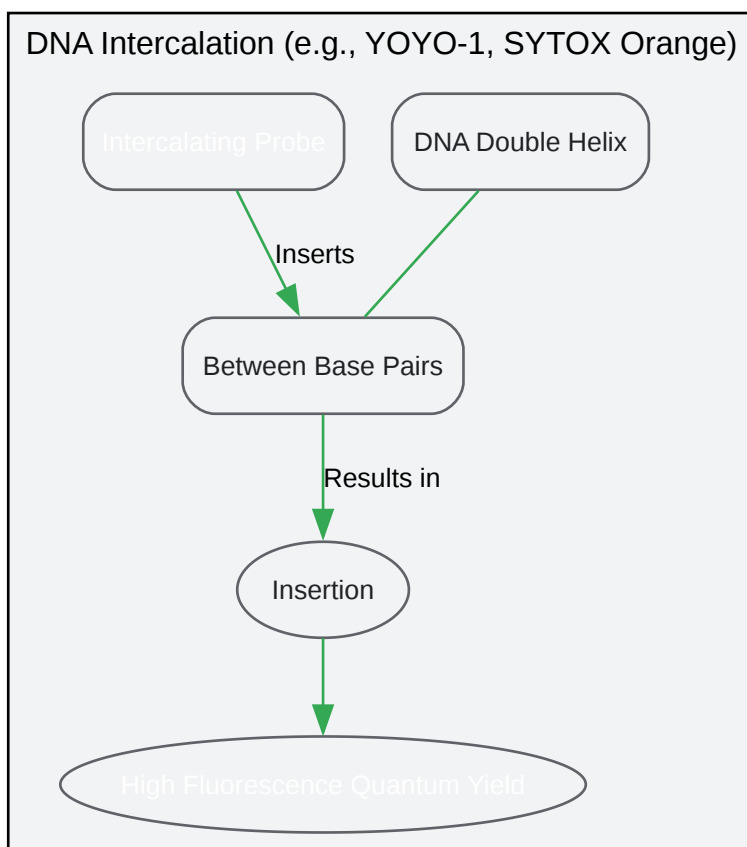 DNA Intercalation (e.g., YOYO-1, SYTOX Orange)
Intercalating Probe
DNA Double Helix
Inserts
Between Base Pairs
Results in
Insertion
High Fluorescence Quantum Yield